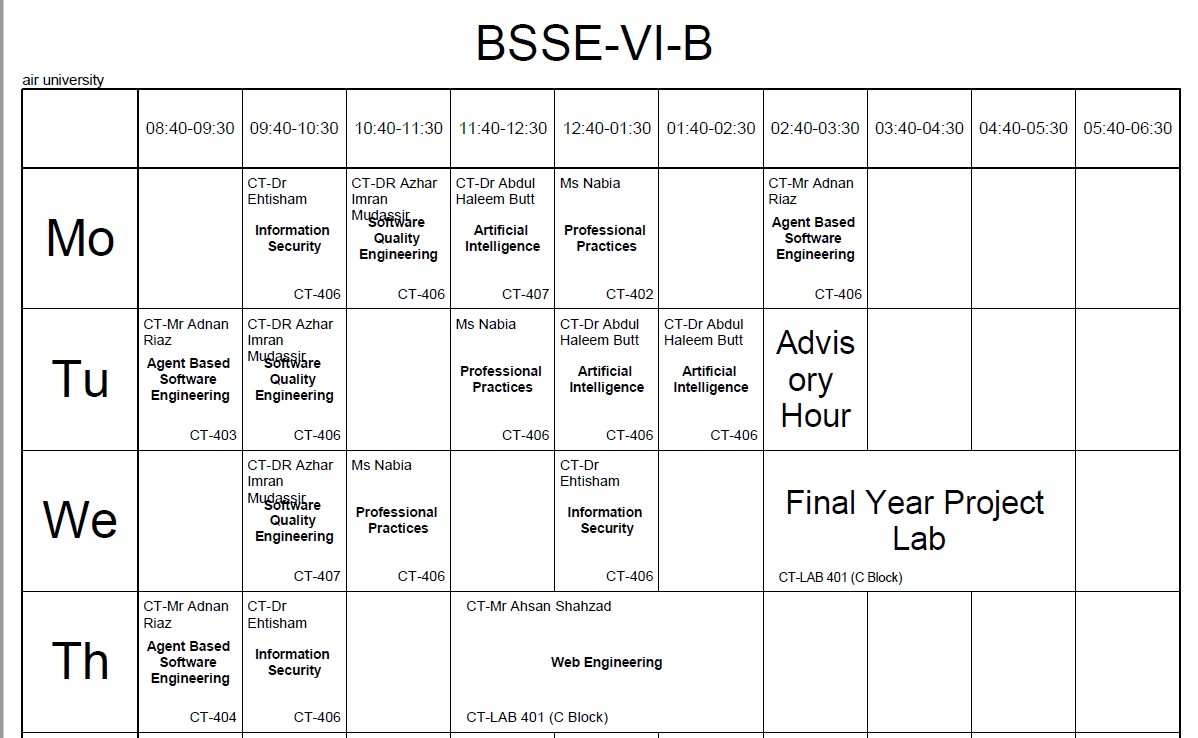 BSSE-VI-B
air university
08:40-09:30 09:40-10:30 10:40-11:30 11:40-12:30 12:40-01:30 01:40-02:30 02:40-03:30 03:40-04:30 04:40-05:30 05:40-06:30
Mo
CT-Dr
Ehtisham
Information
Security
CT-406
CT-DR Azhar
Imran
Mudassir
Software
Quality
Engineering
CT-406
CT-Dr Abdul
Haleem Butt
Artificial
Intelligence
CT-407
Ms Nabia
Professional
Practices
CT-402
CT-Mr Adnan
Riaz
Agent Based
Software
Engineering
CT-406
Tu
CT-Mr Adnan
Riaz
Agent Based
Software
Engineering
CT-403
CT-DR Azhar
Imran
Mudassir
Software
Quality
Engineering
CT-406
Ms Nabia
Professional
Practices
CT-406
CT-Dr Abdul
Haleem Butt
Artificial
Intelligence
CT-406
CT-Dr Abdul
Haleem Butt
Artificial
Intelligence
CT-406
Advis
ory
Hour
We
CT-DR Azhar
Imran
Mudassir
Software
Quality
Engineering
CT-407
Ms Nabia
Professional
Practices
CT-406
CT-Dr
Ehtisham
Information
Security
CT-406
Final Year Project
Lab
CT-LAB 401 (C Block)
Th
CT-Mr Adnan
Riaz
Agent Based
Software
Engineering
CT-404
CT-Dr
Ehtisham
Information
Security
CT-406
CT-Mr Ahsan Shahzad
Web Engineering
CT-LAB 401 (C Block)